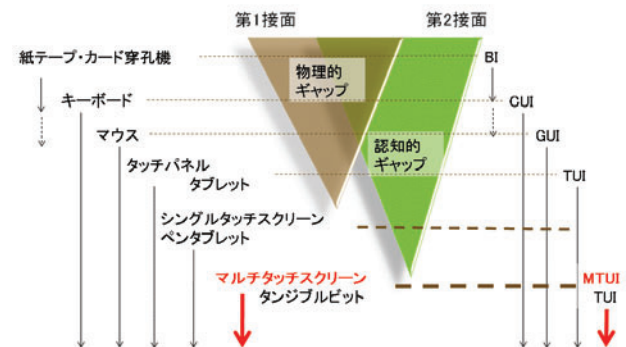 第1接面
第2接面
紙テープ・カード穿孔機
BI
物理的
ギャップ
キーボード
CUI
マウス
GUI
認知的
ギャップ
タッチパネル
タブレット
TUI
シングルタッチスクリーン
ペンタブレット
マルチタッチスクリーン
MTUI
タンジブルビット
TUI